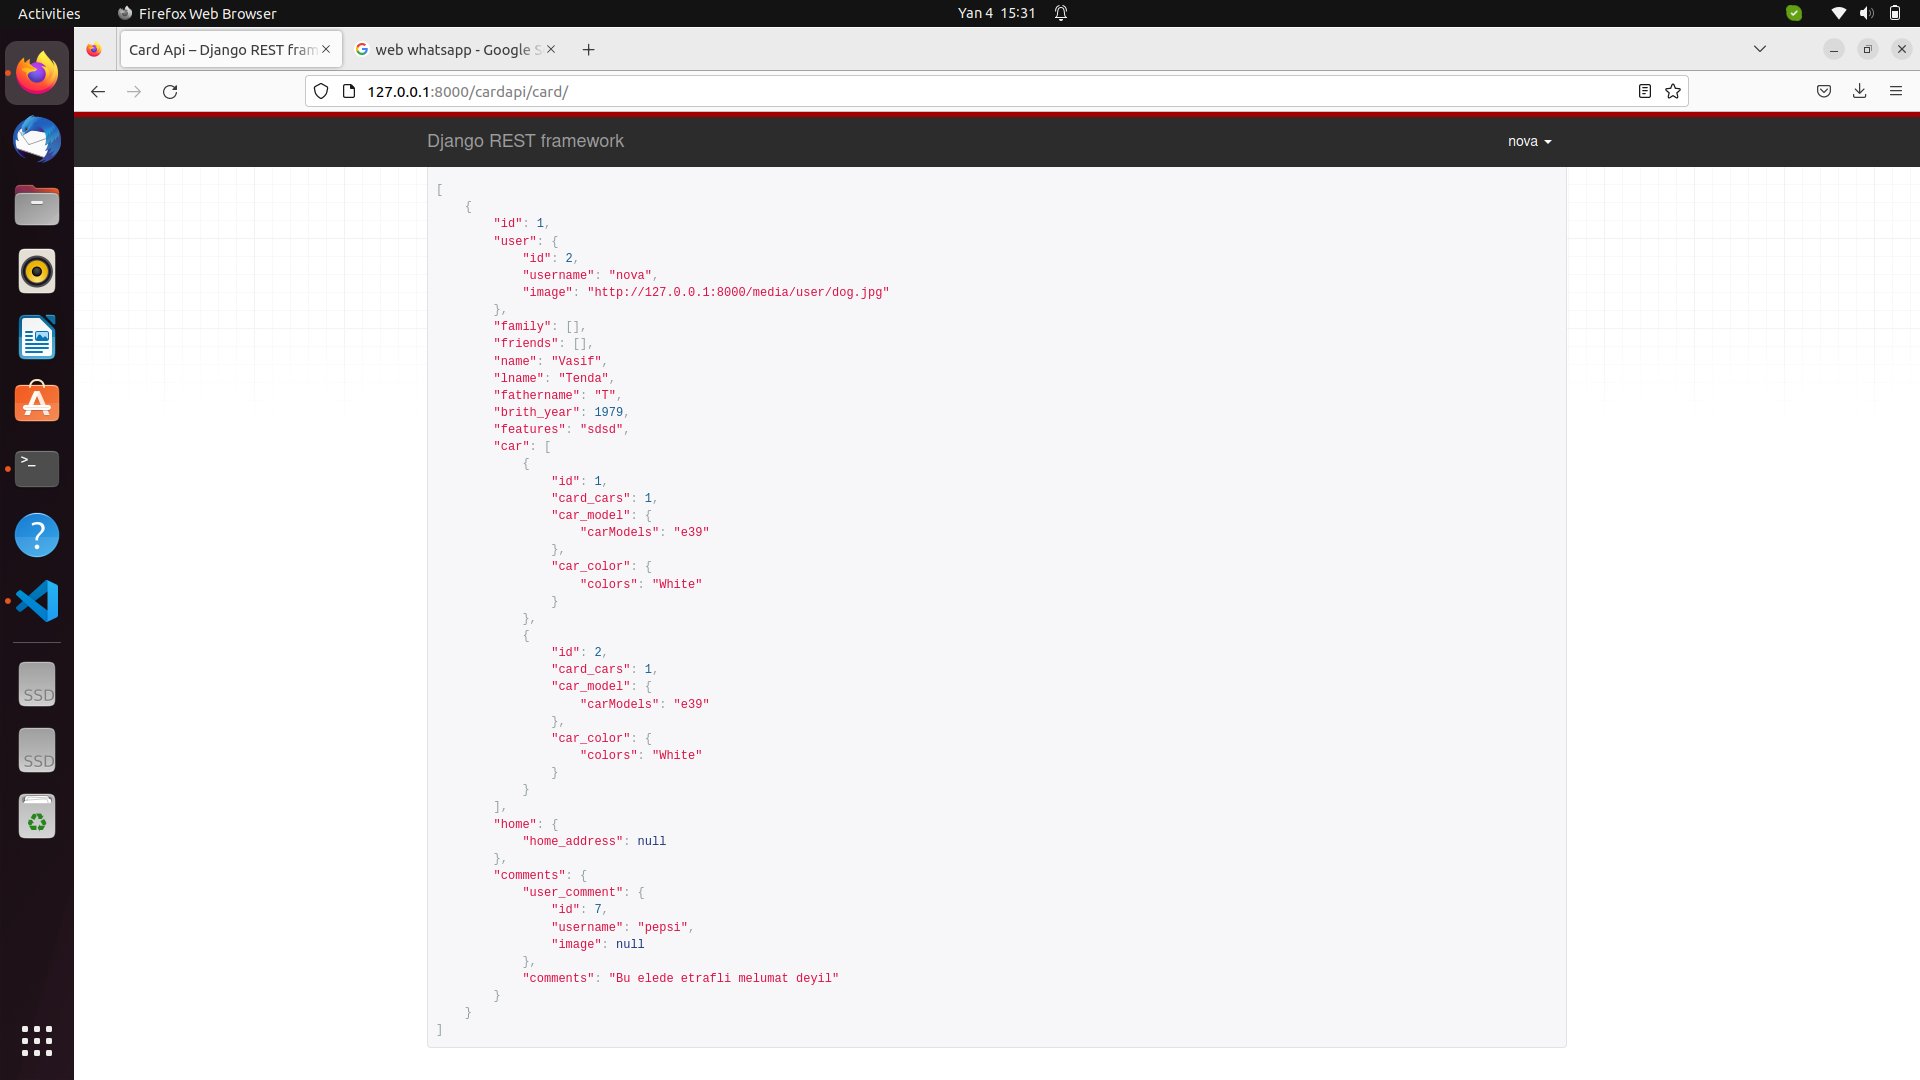 Activities Firefox Web Browser Yan 4 15:31
Card Api – Django REST fram web whatsapp - Google S
127.0.0.1:8000/cardapi/card/
Django REST framework nova
[
    {
        "id": 1,
        "user": {
            "id": 2,
            "username": "nova",
            "image": "http://127.0.0.1:8000/media/user/dog.jpg"
        },
        "family": [],
        "friends": [],
        "name": "Vasif",
        "lname": "Tenda",
        "fathername": "T",
        "brith_year": 1979,
        "features": "sdsd",
        "car": [
            {
                "id": 1,
                "card_cars": 1,
                "car_model": {
                    "carModels": "e39"
                },
                "car_color": {
                    "colors": "White"
                }
            },
            {
                "id": 2,
                "card_cars": 1,
                "car_model": {
                    "carModels": "e39"
                },
                "car_color": {
                    "colors": "White"
                }
            }
        ],
        "home": {
            "home_address": null
        },
        "comments": {
            "user_comment": {
                "id": 7,
                "username": "pepsi",
                "image": null
            },
            "comments": "Bu elede etrafli melumat deyil"
        }
    }
]
SSD
SSD